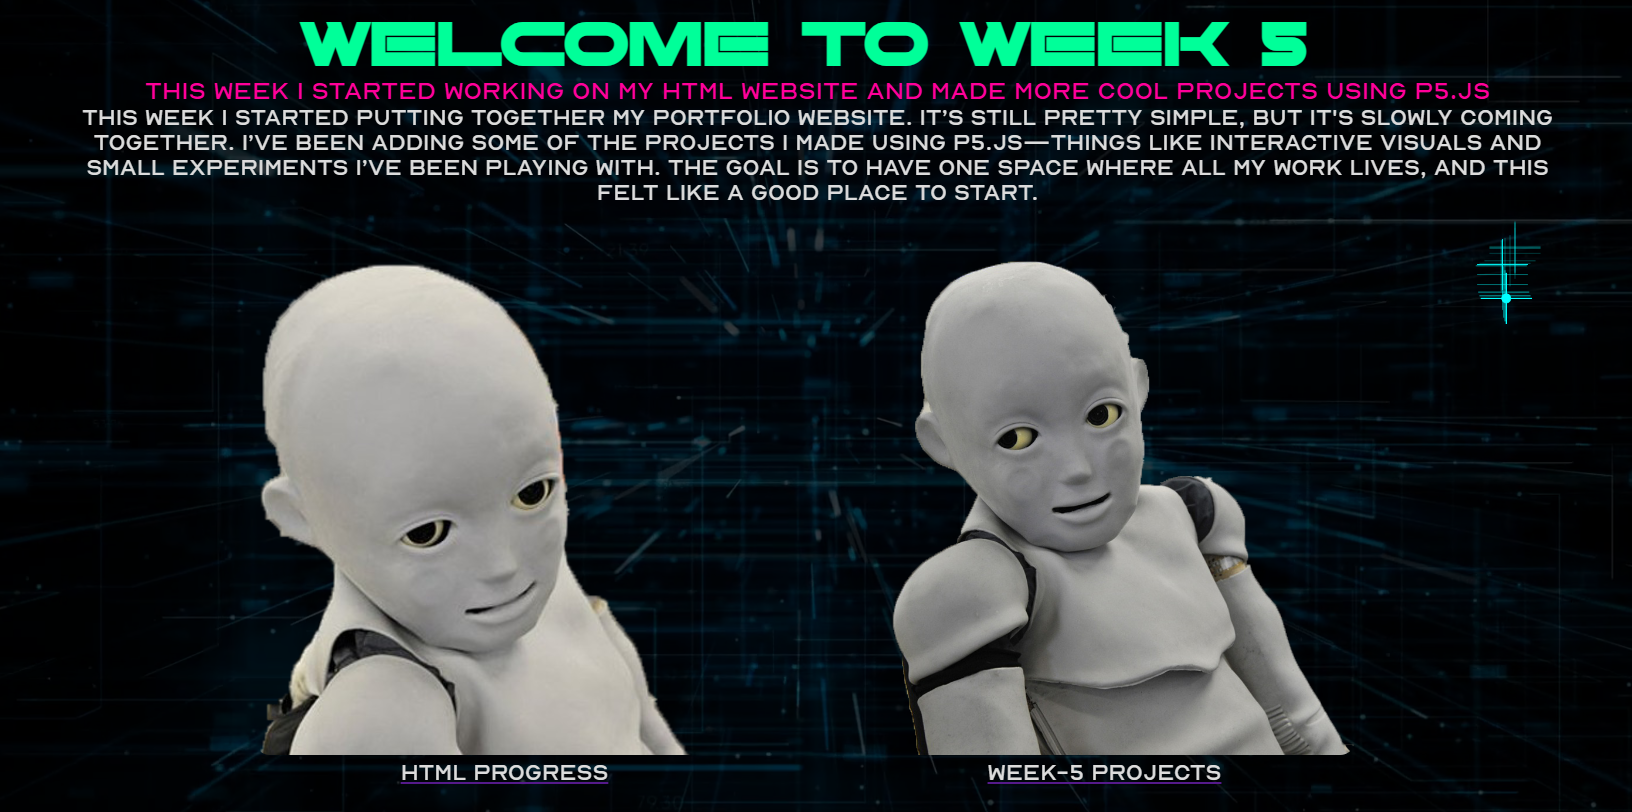 WELCOME TO WEEK 5
THIS WEEK I STARTED WORKING ON MY HTML WEBSITE AND MADE MORE COOL PROJECTS USING P5.JS
THIS WEEK I STARTED PUTTING TOGETHER MY PORTFOLIO WEBSITE. IT’S STILL PRETTY SIMPLE, BUT IT'S SLOWLY COMING
TOGETHER. I’VE BEEN ADDING SOME OF THE PROJECTS I MADE USING P5.JS—THINGS LIKE INTERACTIVE VISUALS AND
SMALL EXPERIMENTS I’VE BEEN PLAYING WITH. THE GOAL IS TO HAVE ONE SPACE WHERE ALL MY WORK LIVES, AND THIS
FELT LIKE A GOOD PLACE TO START.
HTML PROGRESS
WEEK-5 PROJECTS